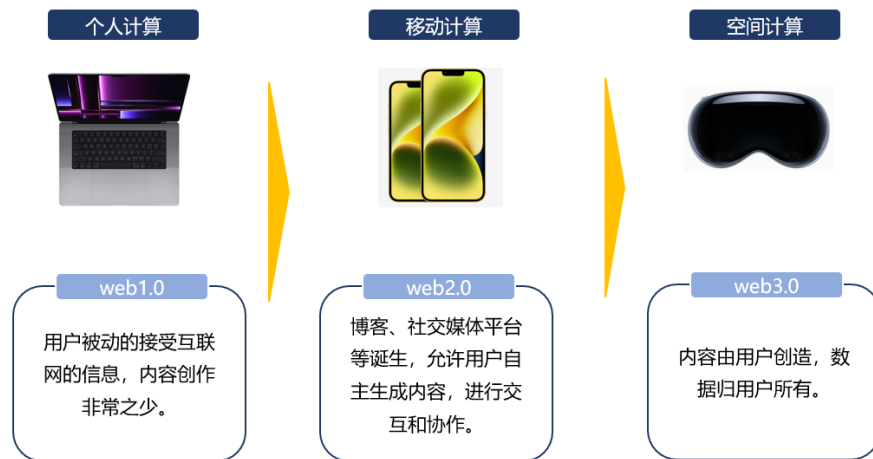 个人计算
移动计算
空间计算
web1.0
用户被动的接受互联
网的信息，内容创作
非常之少。
web2.0
博客、社交媒体平台
等诞生，允许用户自
主生成内容，进行交
互和协作。
web3.0
内容由用户创造，数
据归用户所有。